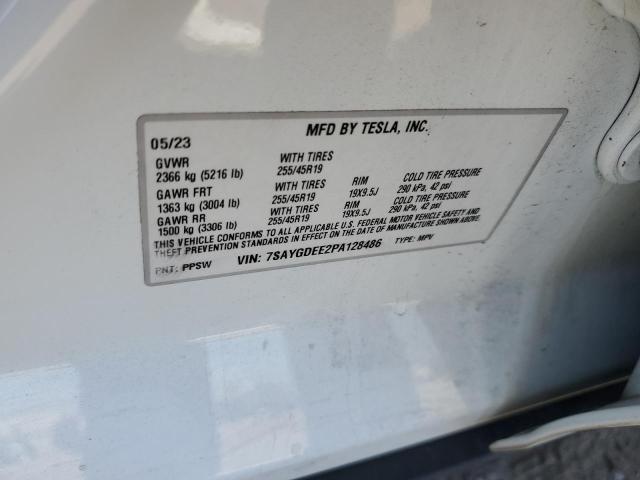 MFD BY TESLA, INC.
05/23
GVWR WITH TIRES
2366 kg (5216 lb) 255/45R19
GAWR FRT WITH TIRES RIM COLD TIRE PRESSURE
1363 kg (3004 lb) 255/45R19 19X9.5J 290 kPa, 42 psi
GAWR RR WITH TIRES RIM COLD TIRE PRESSURE
1500 kg (3306 lb) 255/45R19 19X9.5J 290 kPa, 42 psi
THIS VEHICLE CONFORMS TO ALL APPLICABLE U.S. FEDERAL MOTOR VEHICLE SAFETY AND
THEFT PREVENTION STANDARDS IN EFFECT ON THE DATE OF MANUFACTURE SHOWN ABOVE.
PNT: PPSW VIN: 7SAYGDEE2PA128486 TYPE: MPV